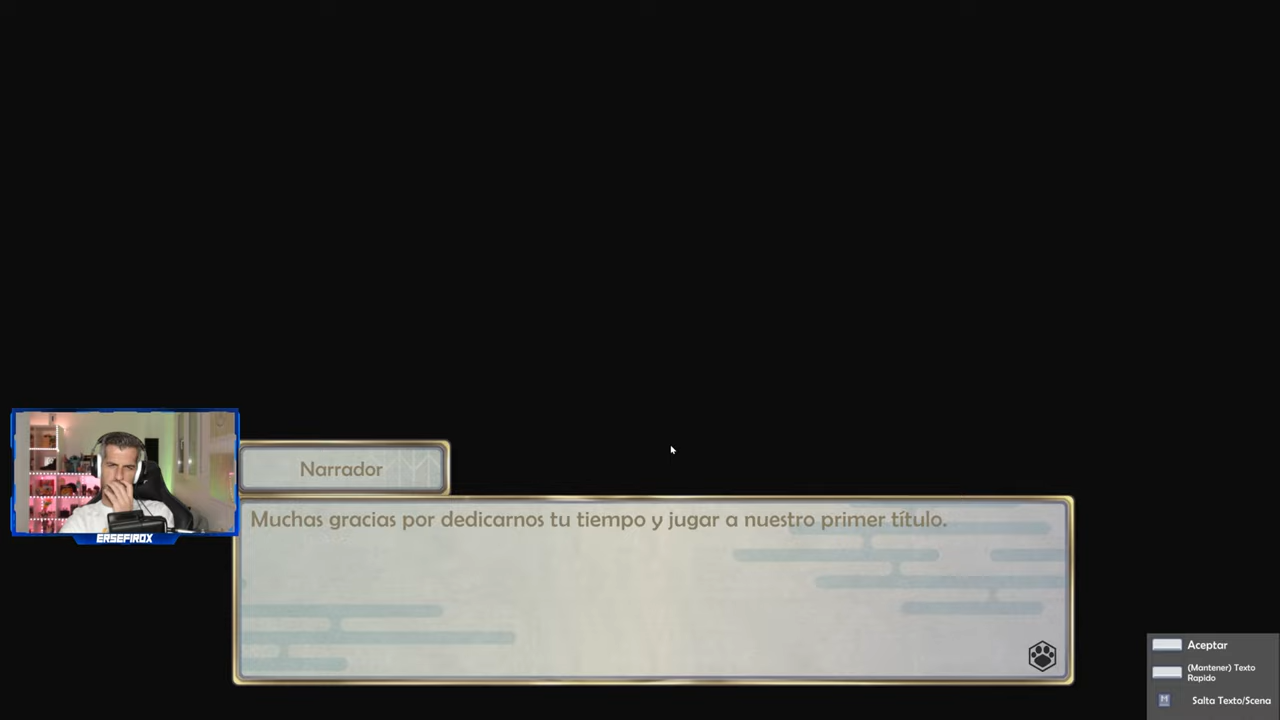 Narrador
Muchas gracias por dedicarnos tu tiempo y jugar a nuestro primer título.
ERSEFIROX
Aceptar
(Mantener) Texto
Rapido
M
Salta Texto/Scena